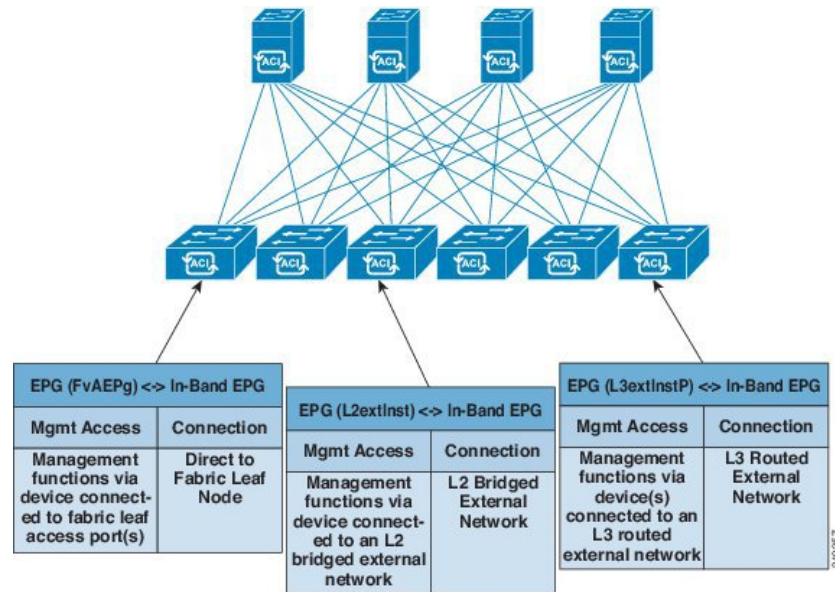 ACI
ACI
ACI
ACI
ACI
ACI
ACI
ACI
ACI
ACI
EPG (FvAEPg) <-> In-Band EPG
Mgmt Access
Connection
Management
functions via
device connect-
ed to fabric leaf
access port(s)
Direct to
Fabric Leaf
Node
EPG (L2extInst) <-> In-Band EPG
Mgmt Access
Connection
Management
functions via
device connect-
ed to an L2
bridged external
network
L2 Bridged
External
Network
EPG (L3extInstP) <-> In-Band EPG
Mgmt Access
Connection
Management
functions via
device(s)
connected to an
L3 routed
external network
L3 Routed
External
Network